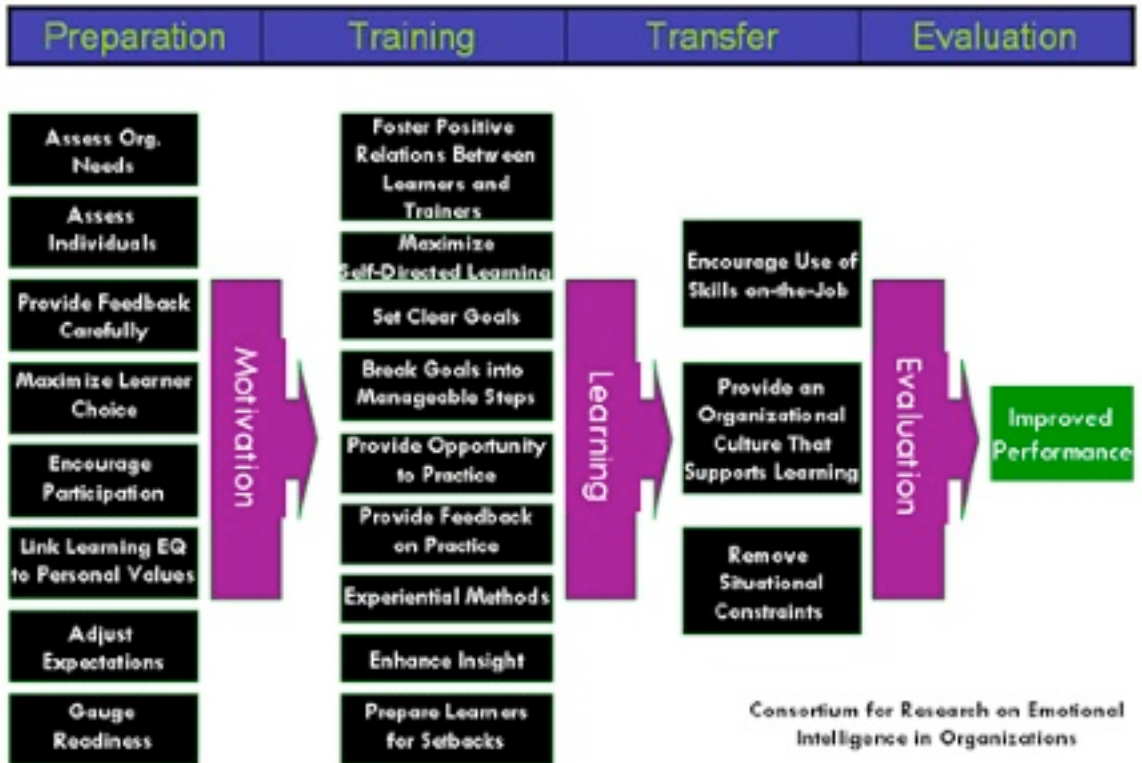 Preparation
Training
Transfer
Evaluation
Assess Org.
Needs
Assess
Individuals
Provide Feedback
Carefully
Maximize Learner
Choice
Encourage
Participation
Link Learning EQ
to Personal Values
Adjust
Expectations
Gauge
Readiness
Motivation
Foster Positive
Relations Between
Learners and
Trainers
Maximize
Self-Directed Learning
Set Clear Goals
Break Goals into
Manageable Steps
Provide Opportunity
to Practice
Provide Feedback
on Practice
Experiential Methods
Enhance Insight
Prepare Learners
for Setbacks
Learning
Encourage Use of
Skills on-the-Job
Provide an
Organizational
Culture That
Supports Learning
Remove
Situational
Constraints
Evaluation
Improved
Performance
Consortium for Research on Emotional
Intelligence in Organizations